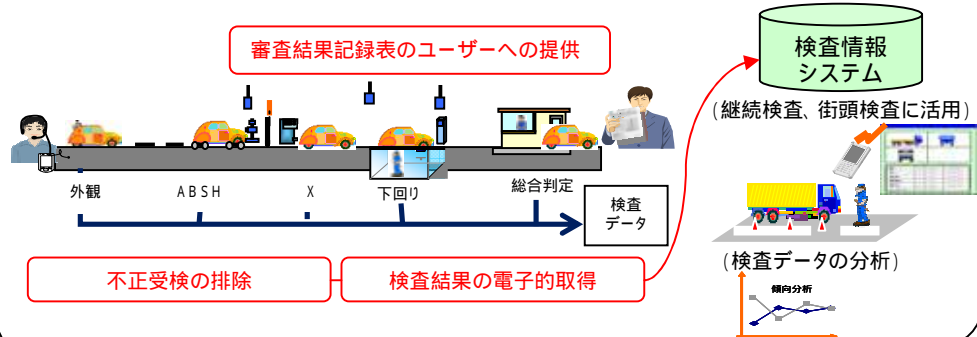 審査結果記録表のユーザーへの提供
検査情報
システム
(継続検査、街頭検査に活用)
外観
ABSH
X
下回り
総合判定
検査
データ
不正受検の排除
検査結果の電子的取得
(検査データの分析)
傾向分析